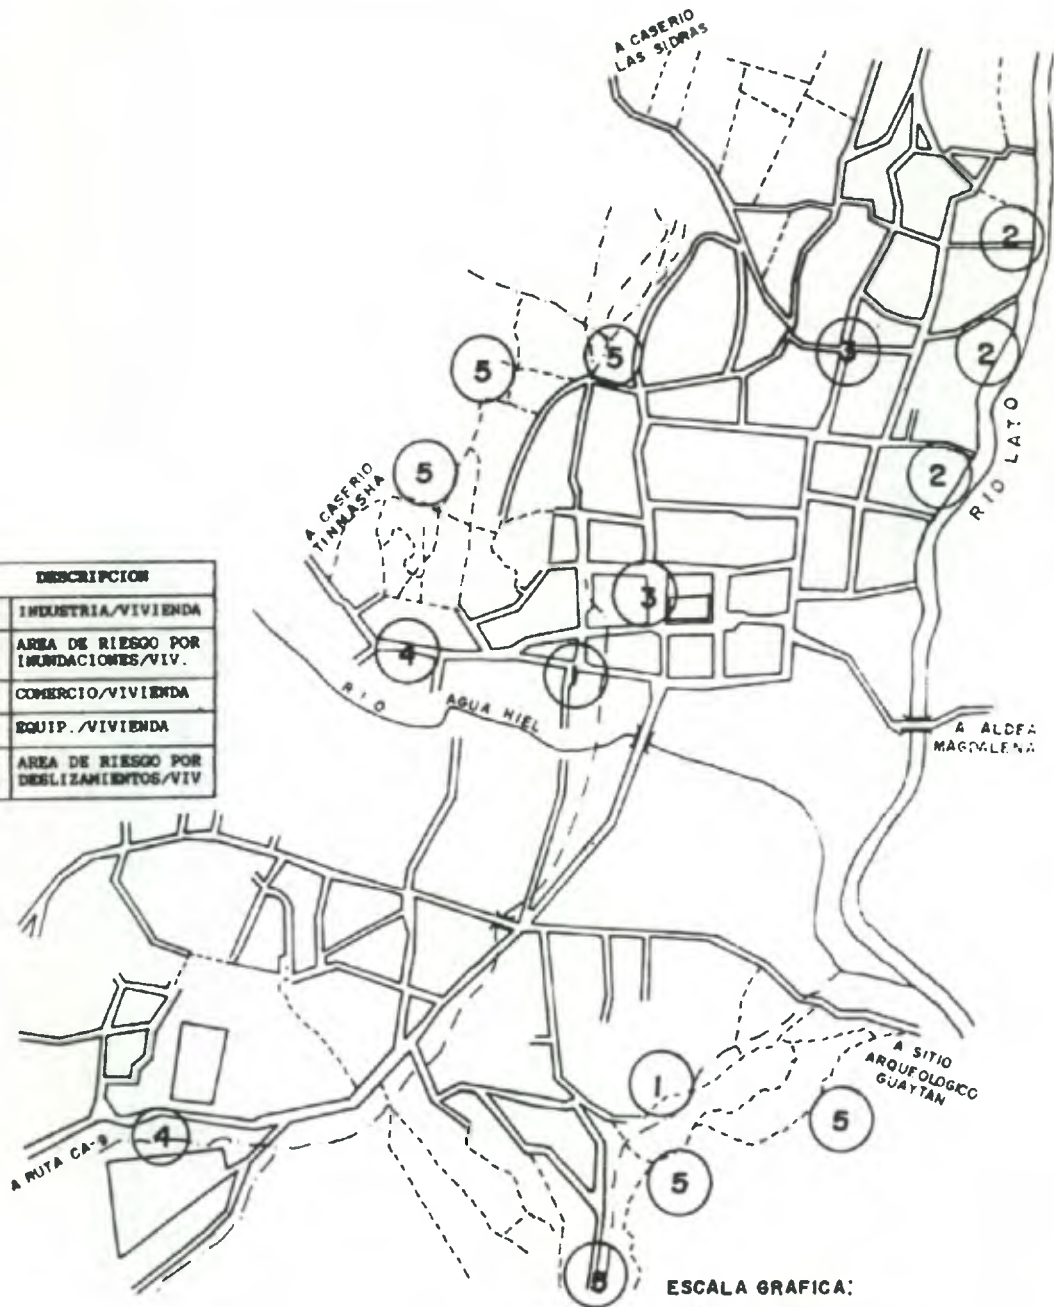 A CASERIO
LAS SIDRAS
2
5
5
3
2
RIO LATO
5
2
A CASERIO
TINMASHA
DESCRIPCION
INDUSTRIA/VIVIENDA
AREA DE RIESGO POR
INUNDACIONES/VIV.
COMERCIO/VIVIENDA
EQUIP./VIVIENDA
AREA DE RIESGO POR
DESLIZAMIENTOS/VIV
3
4
1
RIO AGUA HIEL
A ALDEA
MAGDALENA
A SITIO
ARQUEOLOGICO
GUAYTAN
1
5
4
A RUTA CA-9
5
5
ESCALA GRAFICA: